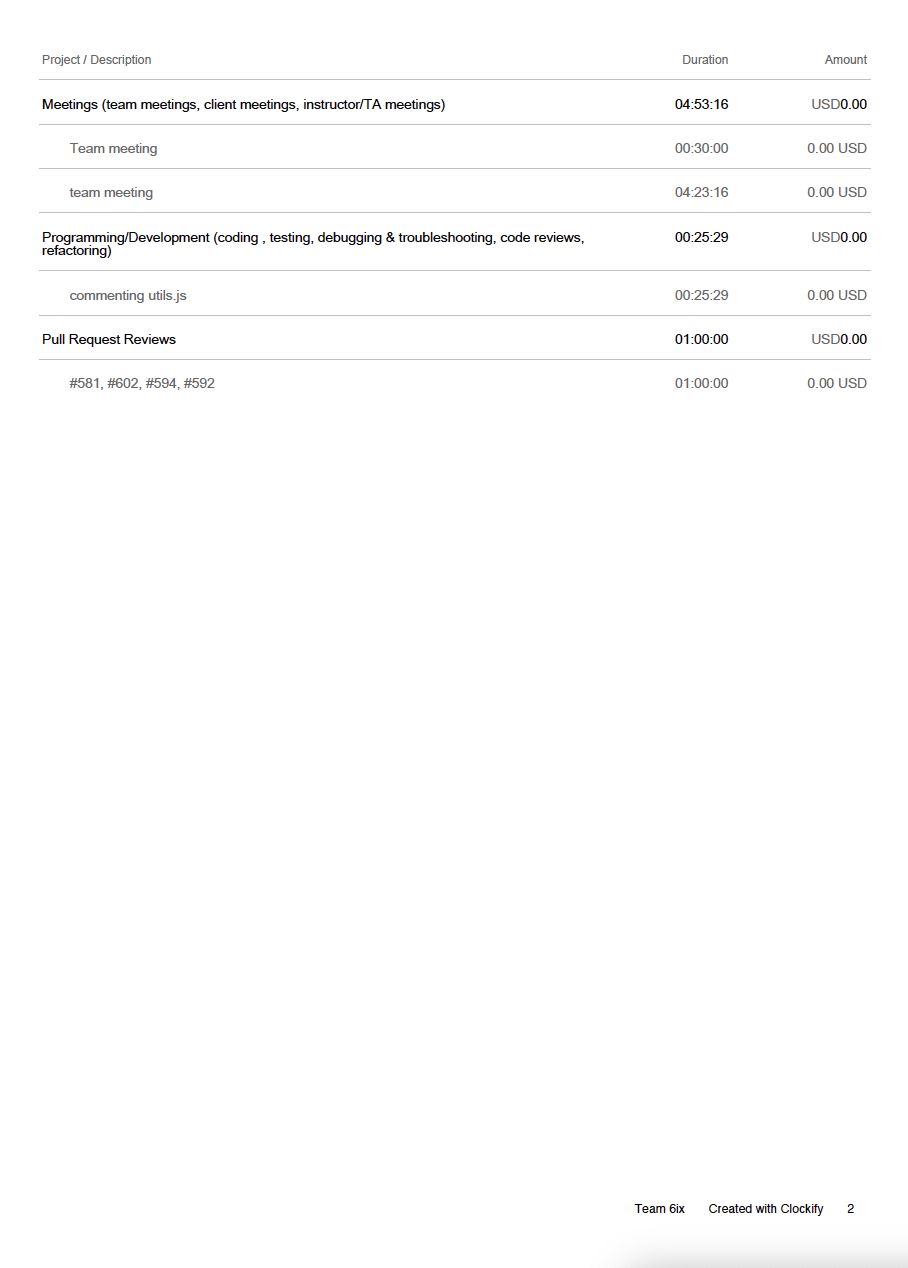 Project / Description Duration Amount
Meetings (team meetings, client meetings, instructor/TA meetings) 04:53:16 USD0.00
Team meeting 00:30:00 0.00 USD
team meeting 04:23:16 0.00 USD
Programming/Development (coding , testing, debugging & troubleshooting, code reviews, 00:25:29 USD0.00
refactoring)
commenting utils.js 00:25:29 0.00 USD
Pull Request Reviews 01:00:00 USD0.00
#581, #602, #594, #592 01:00:00 0.00 USD
Team 6ix Created with Clockify 2